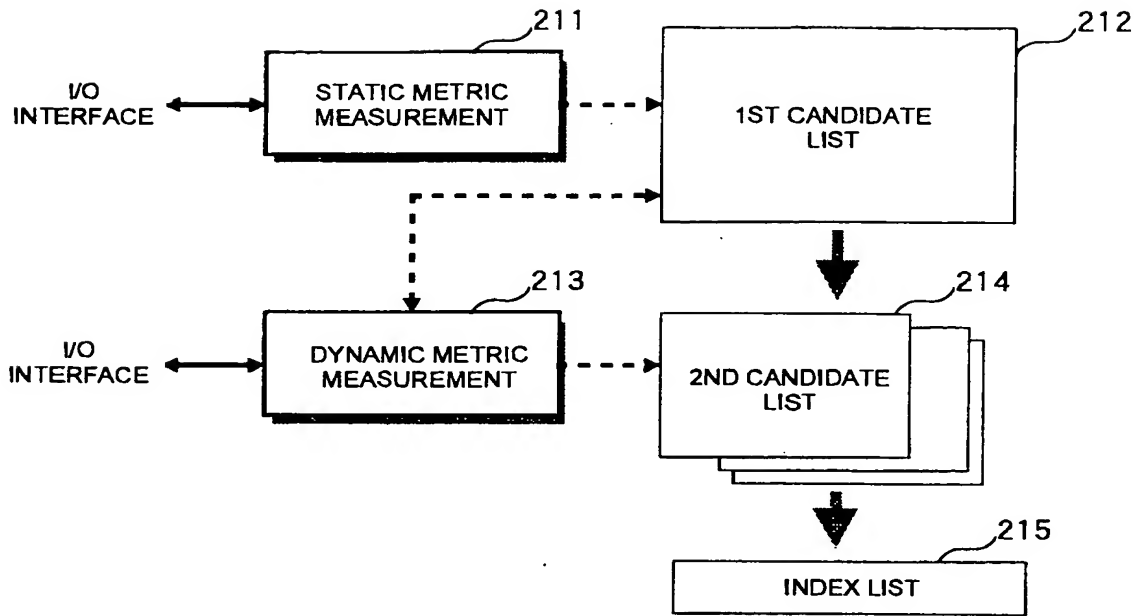 211
212
I/O
INTERFACE
STATIC METRIC
MEASUREMENT
1ST CANDIDATE
LIST
213
214
I/O
INTERFACE
DYNAMIC METRIC
MEASUREMENT
2ND CANDIDATE
LIST
215
INDEX LIST